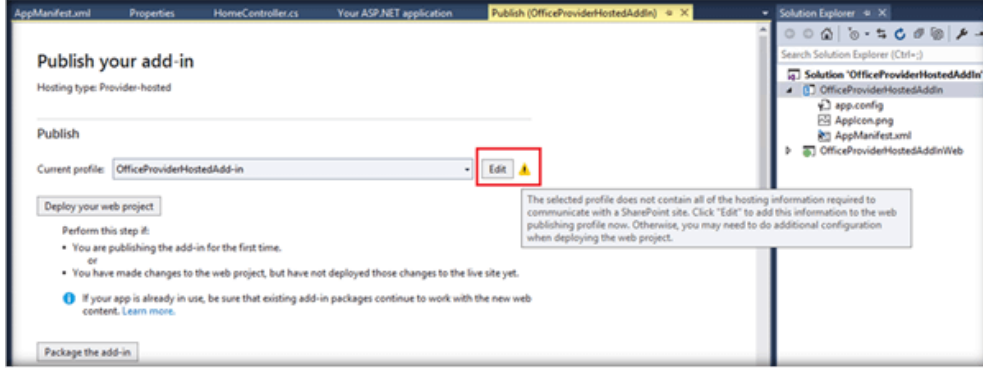 AppManifest.xml Properties HomeController.cs Your ASP.NET application Publish (OfficeProviderHostedAddIn)
Publish your add-in
Hosting type: Provider-hosted
Publish
Current profile: OfficeProviderHostedAdd-in Edit
The selected profile does not contain all of the hosting information required to
communicate with a SharePoint site. Click "Edit" to add this information to the web
publishing profile now. Otherwise, you may need to do additional configuration
when deploying the web project.
Deploy your web project
Perform this step if:
• You are publishing the add-in for the first time.
or
• You have made changes to the web project, but have not deployed those changes to the live site yet.
If your app is already in use, be sure that existing add-in packages continue to work with the new web
content. Learn more.
Package the add-in
Solution Explorer
Search Solution Explorer (Ctrl+;)
Solution 'OfficeProviderHostedAddIn'
OfficeProviderHostedAddIn
app.config
AppIcon.png
AppManifest.xml
OfficeProviderHostedAddInWeb